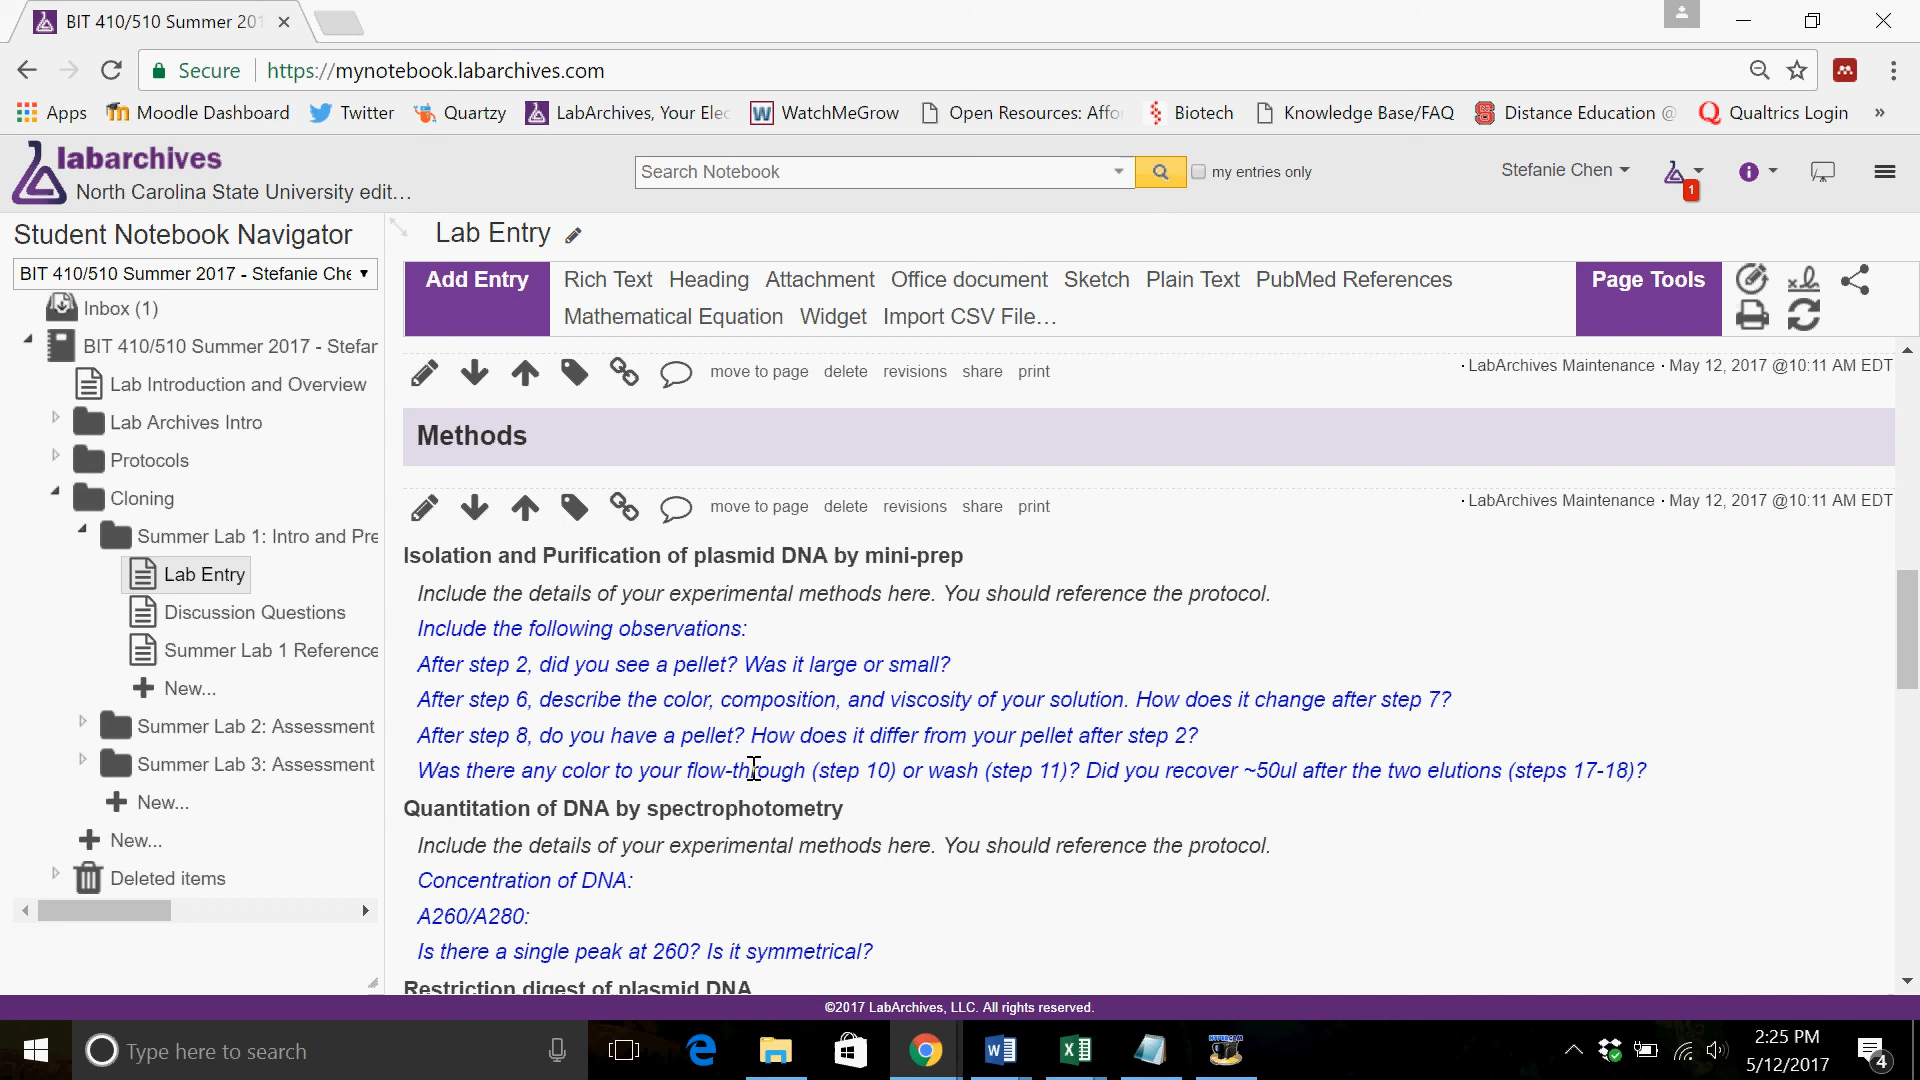 BIT 410/510 Summer 201
Secure
https://mynotebook.labarchives.com
Apps
Moodle Dashboard
Twitter
Quartzy
LabArchives, Your Elec
WatchMeGrow
Open Resources: Affor
Biotech
Knowledge Base/FAQ
Distance Education @
Qualtrics Login
»
labarchives
North Carolina State University edit...
Search Notebook
my entries only
Stefanie Chen
1
Student Notebook Navigator
BIT 410/510 Summer 2017 - Stefanie Che
Inbox (1)
BIT 410/510 Summer 2017 - Stefar
Lab Introduction and Overview
Lab Archives Intro
Protocols
Cloning
Summer Lab 1: Intro and Pre
Lab Entry
Discussion Questions
Summer Lab 1 Reference
New...
Summer Lab 2: Assessment
Summer Lab 3: Assessment
New...
New...
Deleted items
Lab Entry
Add Entry
Rich Text Heading Attachment Office document Sketch Plain Text PubMed References
Mathematical Equation Widget Import CSV File...
Page Tools
move to page delete revisions share print
· LabArchives Maintenance · May 12, 2017 @10:11 AM EDT
Methods
move to page delete revisions share print
· LabArchives Maintenance · May 12, 2017 @10:11 AM EDT
Isolation and Purification of plasmid DNA by mini-prep
Include the details of your experimental methods here. You should reference the protocol.
Include the following observations:
After step 2, did you see a pellet? Was it large or small?
After step 6, describe the color, composition, and viscosity of your solution. How does it change after step 7?
After step 8, do you have a pellet? How does it differ from your pellet after step 2?
Was there any color to your flow-through (step 10) or wash (step 11)? Did you recover ~50ul after the two elutions (steps 17-18)?
Quantitation of DNA by spectrophotometry
Include the details of your experimental methods here. You should reference the protocol.
Concentration of DNA:
A260/A280:
Is there a single peak at 260? Is it symmetrical?
Restriction digest of plasmid DNA
©2017 LabArchives, LLC. All rights reserved.
Type here to search
2:25 PM
5/12/2017
4